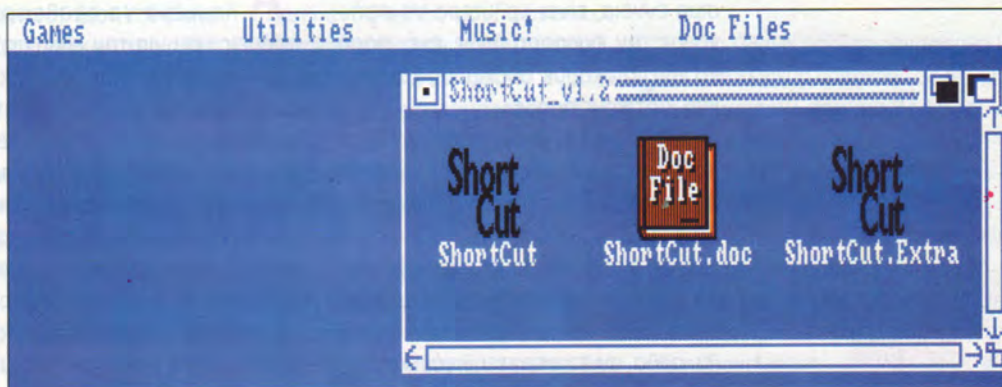 Games Utilities Music! Doc Files
ShortCut_v1.2
Short
Cut
Doc
File
Short
Cut
ShortCut ShortCut.doc ShortCut.Extra